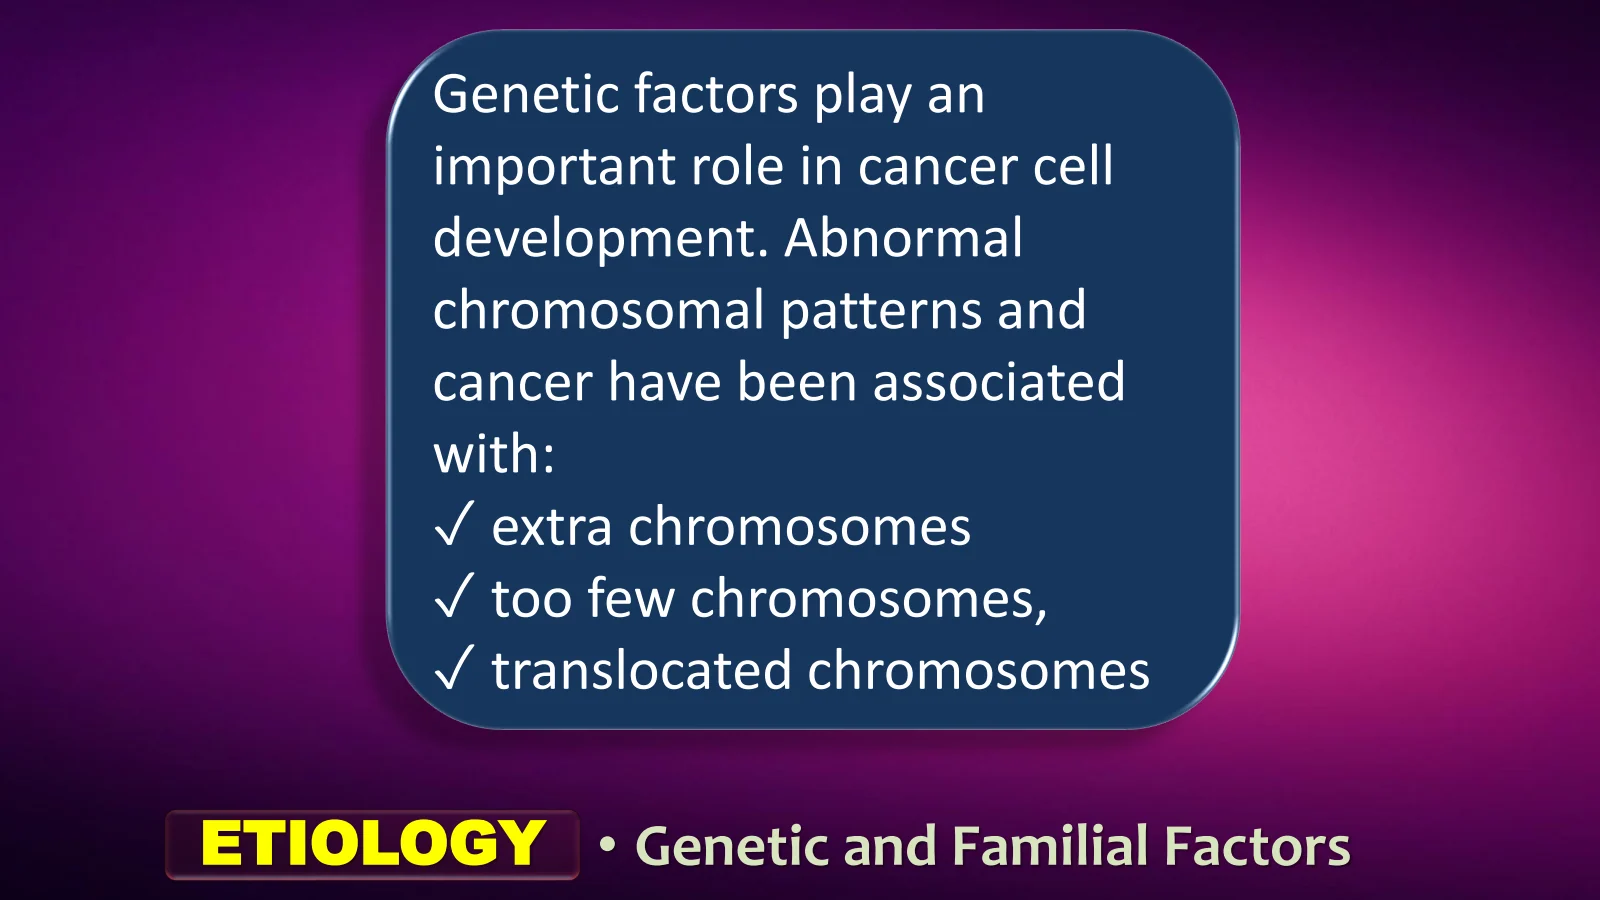 Genetic factors play an
important role in cancer cell
development. Abnormal
chromosomal patterns and
cancer have been associated
with:
✓ extra chromosomes
✓ too few chromosomes,
✓ translocated chromosomes
ETIOLOGY • Genetic and Familial Factors